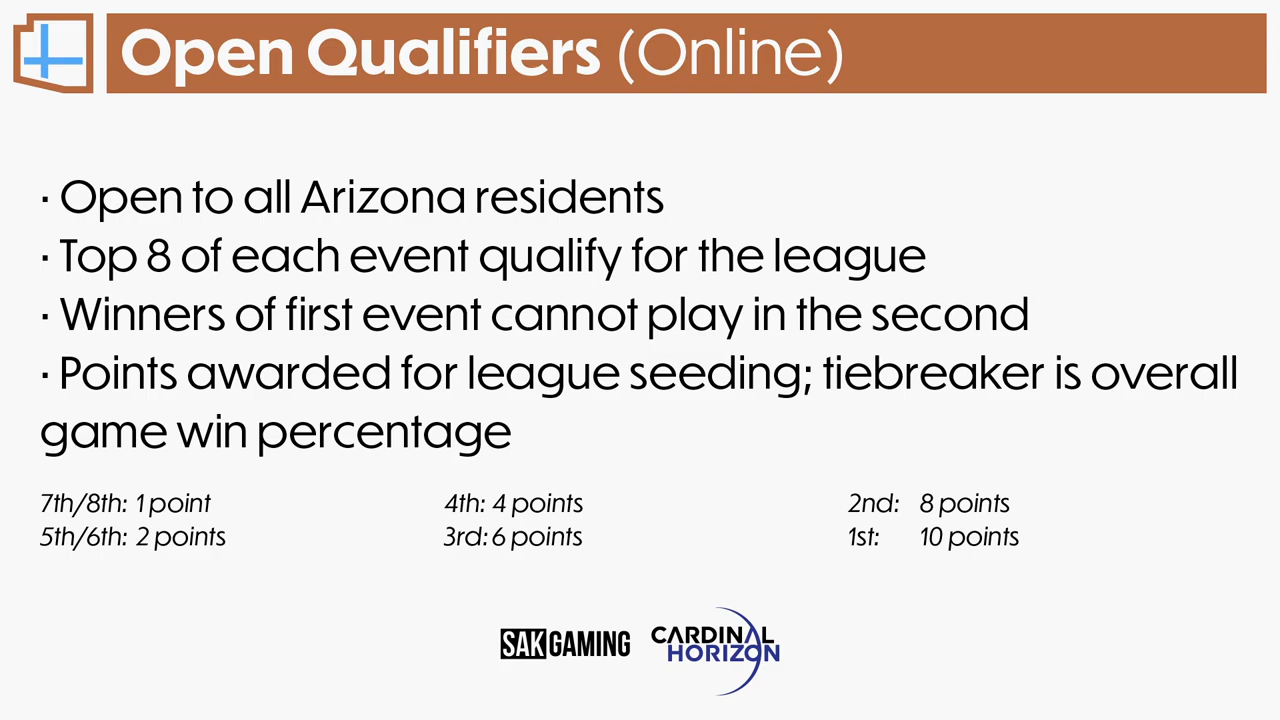 Open Qualifiers (Online)
· Open to all Arizona residents
· Top 8 of each event qualify for the league
· Winners of first event cannot play in the second
· Points awarded for league seeding; tiebreaker is overall
game win percentage
7th/8th: 1 point
5th/6th: 2 points
4th: 4 points
3rd: 6 points
2nd: 8 points
1st: 10 points
SAKGAMING
CARDINAL
HORIZON